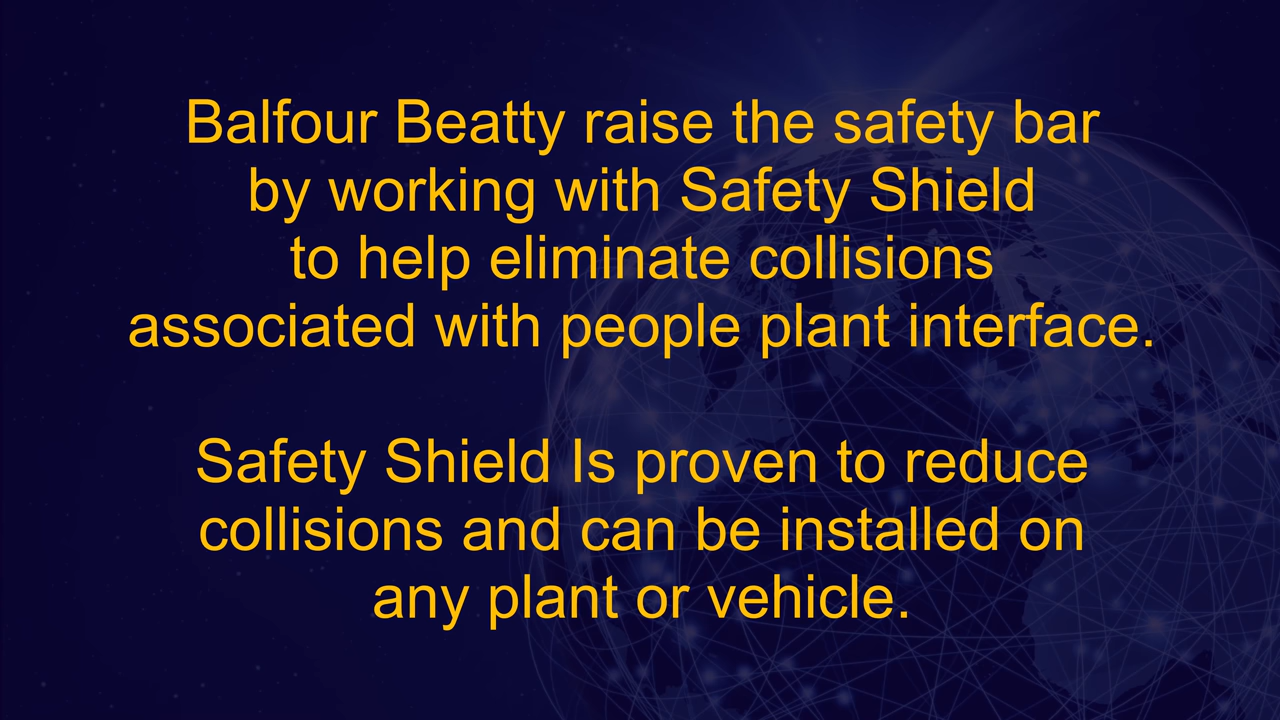 Balfour Beatty raise the safety bar
by working with Safety Shield
to help eliminate collisions
associated with people plant interface.
Safety Shield Is proven to reduce
collisions and can be installed on
any plant or vehicle.